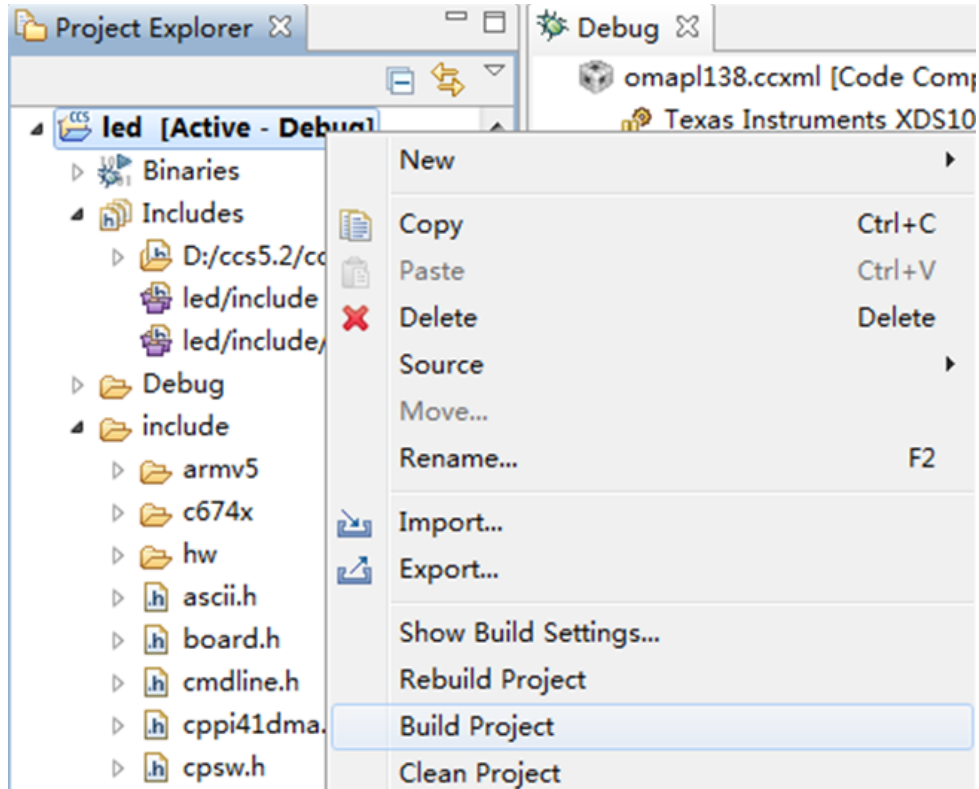 Project Explorer
Debug
omapl138.ccxml [Code Comp
Texas Instruments XDS10
led [Active - Debug]
Binaries
Includes
D:/ccs5.2/cc
led/include
led/include/
Debug
include
armv5
c674x
hw
ascii.h
board.h
cmdline.h
cppi41dma.
cpsw.h
New
Copy Ctrl+C
Paste Ctrl+V
Delete Delete
Source
Move...
Rename... F2
Import...
Export...
Show Build Settings...
Rebuild Project
Build Project
Clean Project